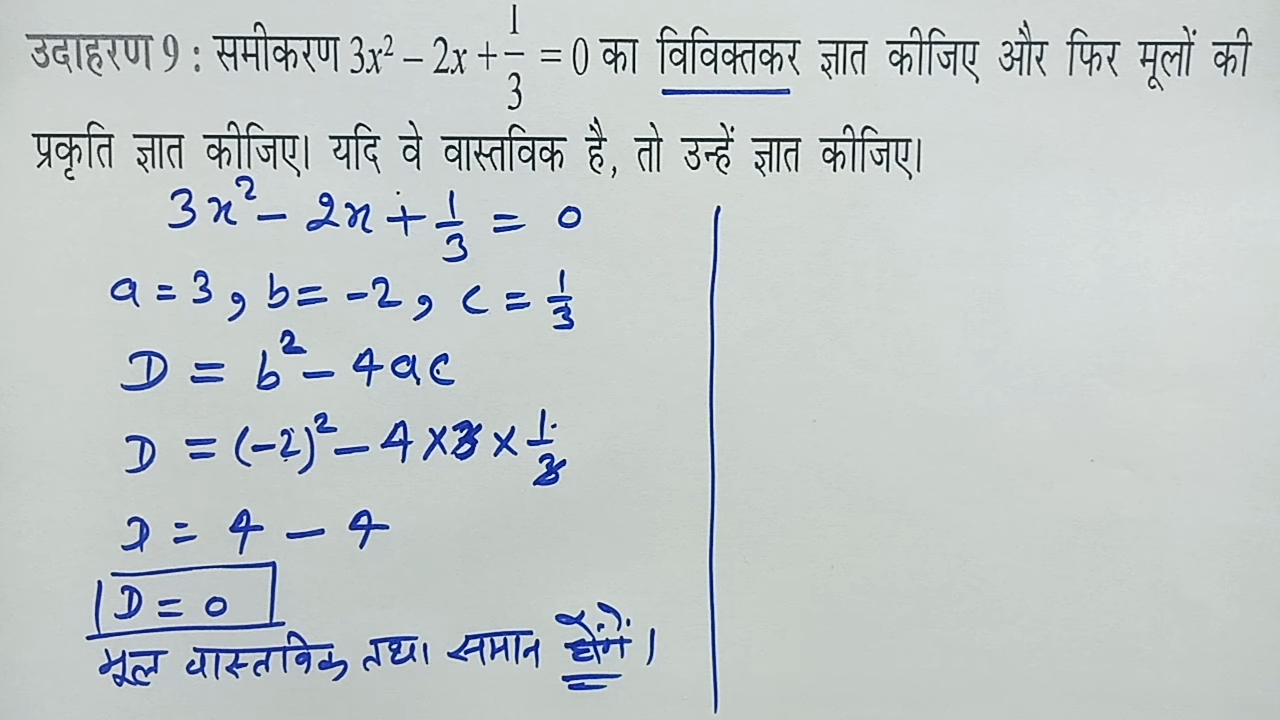 उदाहरण 9 : समीकरण 3x² – 2x + 1/3 = 0 का विविक्तकर ज्ञात कीजिए और फिर मूलों की
प्रकृति ज्ञात कीजिए। यदि वे वास्तविक है, तो उन्हें ज्ञात कीजिए।
3x² – 2x + 1/3 = 0
a = 3, b = -2, c = 1/3
D = b² – 4ac
D = (-2)² – 4 × 3 × 1/3
D = 4 – 4
D = 0
मूल वास्तविक तथा समान होंगे।